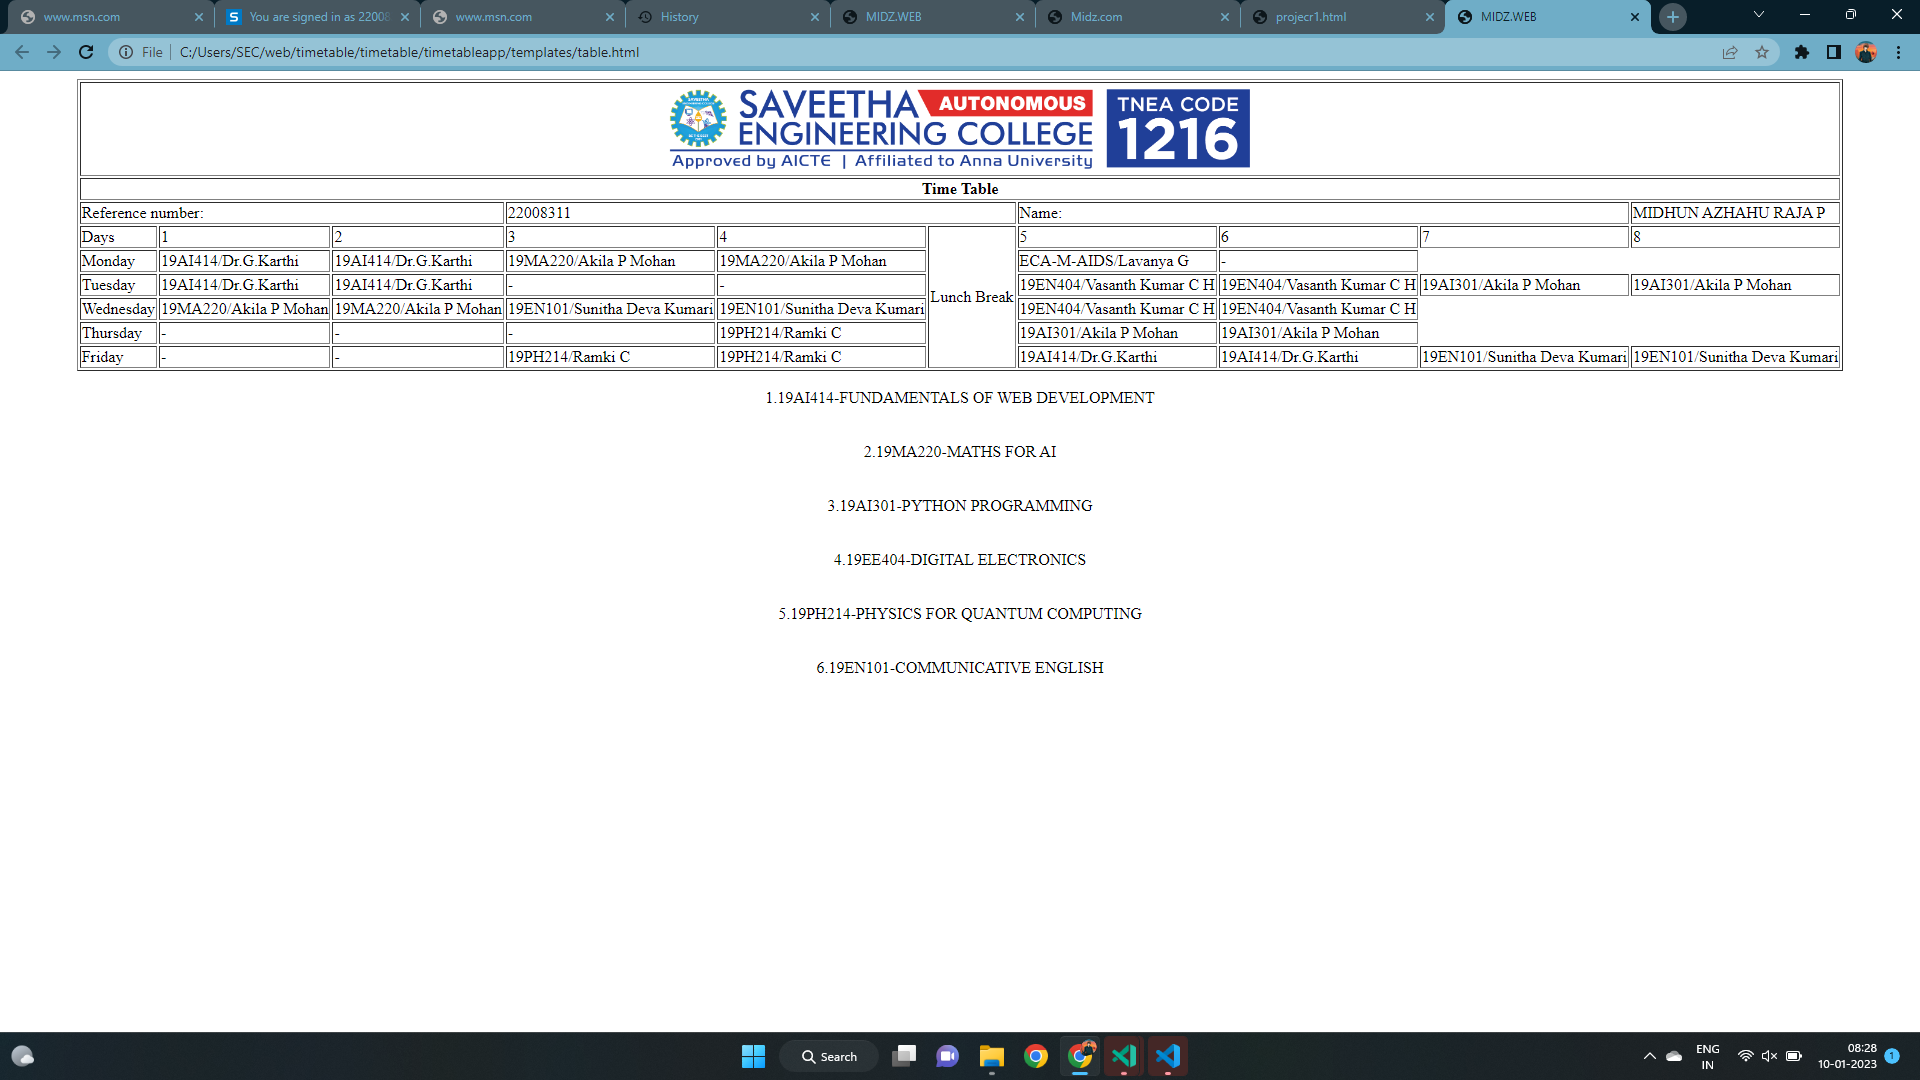 www.msn.com You are signed in as 22008 www.msn.com History MIDZ.WEB Midz.com projecr1.html MIDZ.WEB
File C:/Users/SEC/web/timetable/timetable/timetableapp/templates/table.html
SAVEETHA AUTONOMOUS
ENGINEERING COLLEGE
Approved by AICTE | Affiliated to Anna University
TNEA CODE
1216
Time Table
Reference number: 22008311 Name: MIDHUN AZHAHU RAJA P
Days 1 2 3 4 Lunch Break 5 6 7 8
Monday 19AI414/Dr.G.Karthi 19AI414/Dr.G.Karthi 19MA220/Akila P Mohan 19MA220/Akila P Mohan ECA-M-AIDS/Lavanya G -
Tuesday 19AI414/Dr.G.Karthi 19AI414/Dr.G.Karthi - - 19EN404/Vasanth Kumar C H 19EN404/Vasanth Kumar C H 19AI301/Akila P Mohan 19AI301/Akila P Mohan
Wednesday 19MA220/Akila P Mohan 19MA220/Akila P Mohan 19EN101/Sunitha Deva Kumari 19EN101/Sunitha Deva Kumari 19EN404/Vasanth Kumar C H 19EN404/Vasanth Kumar C H
Thursday - - - 19PH214/Ramki C 19AI301/Akila P Mohan 19AI301/Akila P Mohan
Friday - - 19PH214/Ramki C 19PH214/Ramki C 19AI414/Dr.G.Karthi 19AI414/Dr.G.Karthi 19EN101/Sunitha Deva Kumari 19EN101/Sunitha Deva Kumari
1.19AI414-FUNDAMENTALS OF WEB DEVELOPMENT
2.19MA220-MATHS FOR AI
3.19AI301-PYTHON PROGRAMMING
4.19EE404-DIGITAL ELECTRONICS
5.19PH214-PHYSICS FOR QUANTUM COMPUTING
6.19EN101-COMMUNICATIVE ENGLISH
Search
ENG
IN
08:28
10-01-2023
1